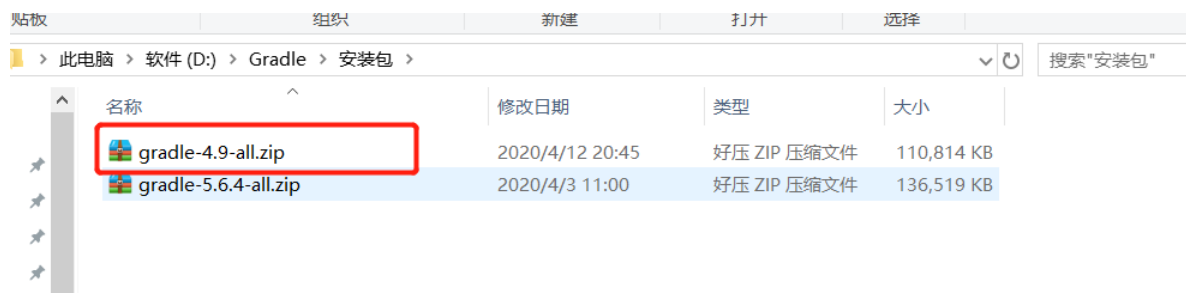 贴板 组织 新建 打开 选择
> 此电脑 > 软件 (D:) > Gradle > 安装包 > 搜索"安装包"
名称 修改日期 类型 大小
gradle-4.9-all.zip 2020/4/12 20:45 好压 ZIP 压缩文件 110,814 KB
gradle-5.6.4-all.zip 2020/4/3 11:00 好压 ZIP 压缩文件 136,519 KB